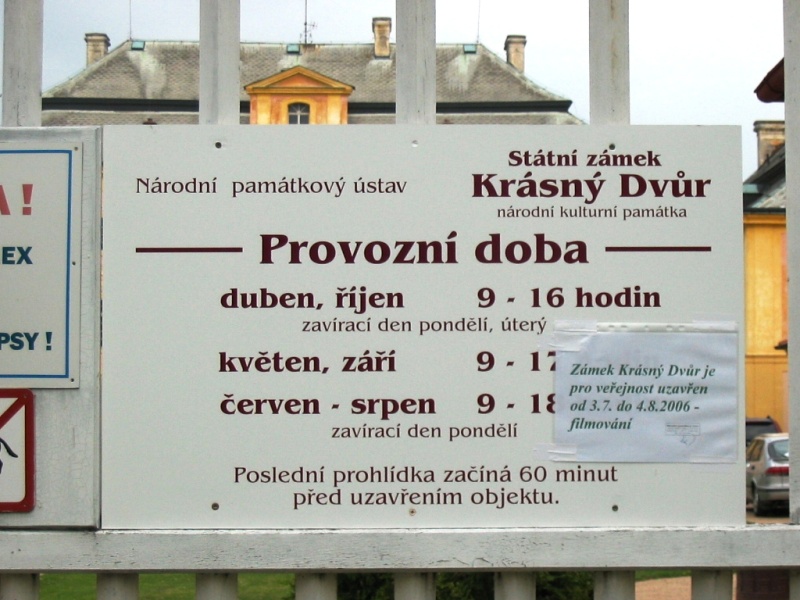 A!
EX
PSY!
Národní památkový ústav
Státní zámek
Krásný Dvůr
národní kulturní památka
Provozní doba
duben, říjen 9 - 16 hodin
zavírací den pondělí, úterý
květen, září 9 - 17
červen - srpen 9 - 18
zavírací den pondělí
Poslední prohlídka začíná 60 minut
před uzavřením objektu.
Zámek Krásný Dvůr je
pro veřejnost uzavřen
od 3.7. do 4.8.2006 -
filmování